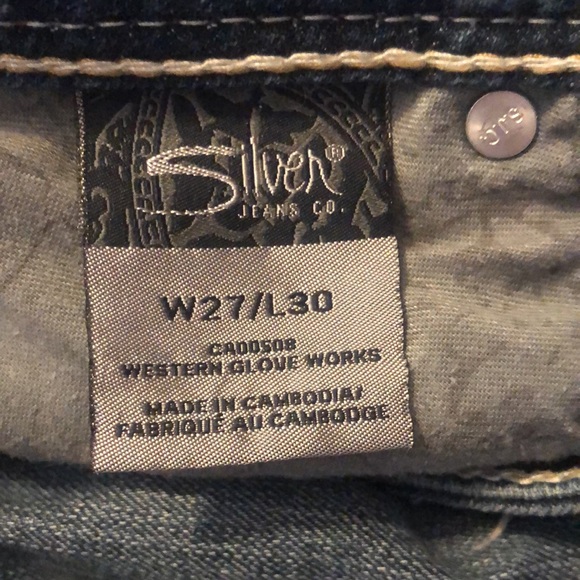 Silver®
JEANS CO.
W27/L30
CA00508
WESTERN GLOVE WORKS
MADE IN CAMBODIA/
FABRIQUÉ AU CAMBODGE